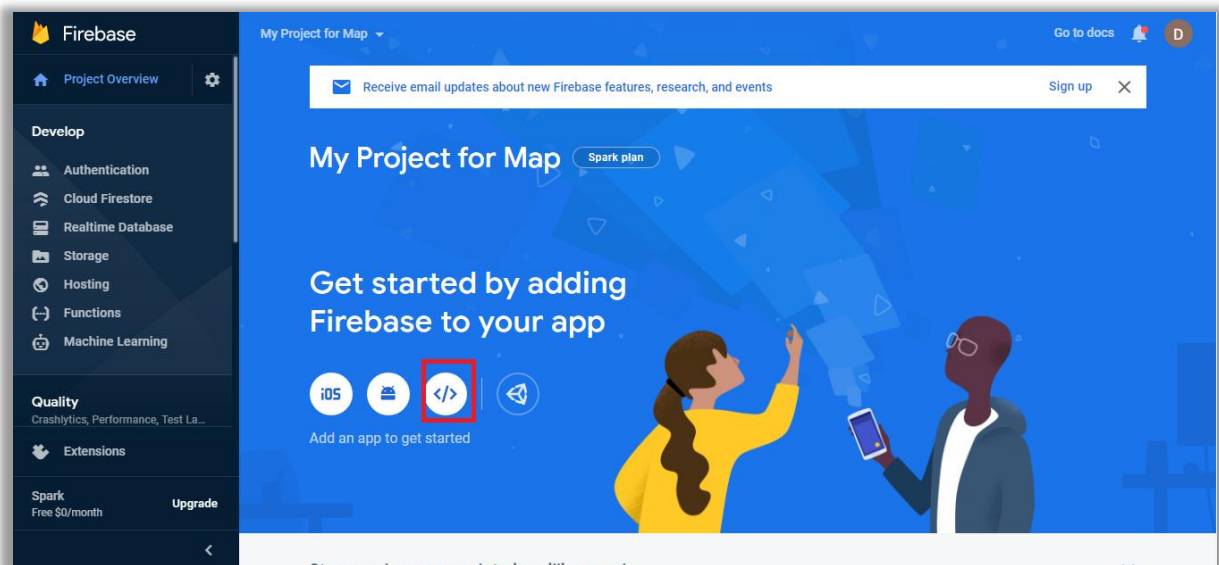 Firebase
Project Overview
Develop
Authentication
Cloud Firestore
Realtime Database
Storage
Hosting
Functions
Machine Learning
Quality
Crashlytics, Performance, Test La...
Extensions
Spark
Free $0/month
Upgrade
My Project for Map
Go to docs
D
Receive email updates about new Firebase features, research, and events
Sign up
My Project for Map
Spark plan
Get started by adding
Firebase to your app
iOS
</>
Add an app to get started